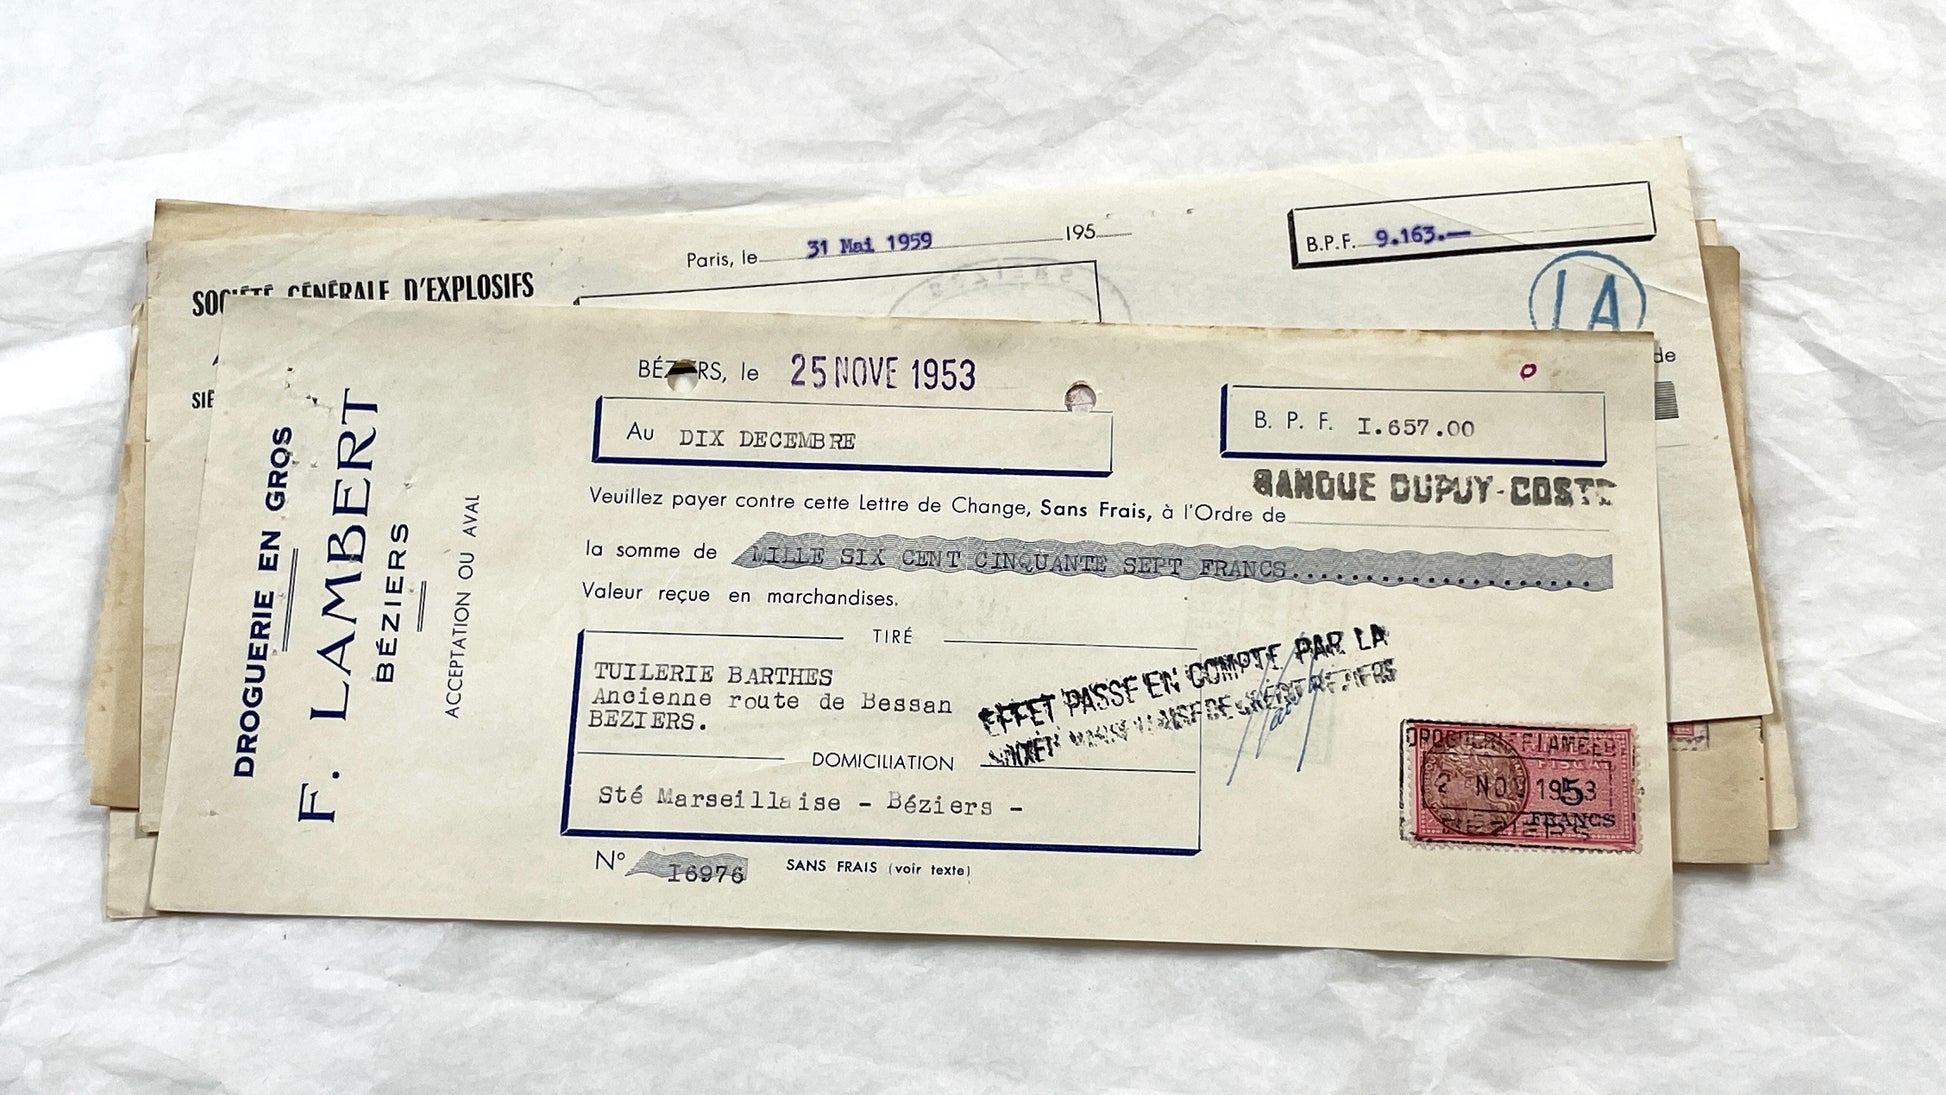 Paris, le 31 Mai 1959 195
B.P.F. 9.163.—
SOCIÉTÉ GÉNÉRALE D'EXPLOSIFS
LA
de
SIE
DROGUERIE EN GROS
F. LAMBERT
BÉZIERS
ACCEPTATION OU AVAL
BÉZIERS, le 25 NOVE 1953
Au DIX DECEMBRE
B. P. F. I.657.00
BANQUE DUPUY-COSTE
Veuillez payer contre cette Lettre de Change, Sans Frais, à l'Ordre de
la somme de MILLE SIX CENT CINQUANTE SEPT FRANCS....................
Valeur reçue en marchandises.
TIRÉ
TUILERIE BARTHES
Ancienne route de Bessan
BEZIERS.
EFFET PASSE EN COMPTE PAR LA
DOMICILIATION
Sté Marseillaise - Béziers -
N° I6976
SANS FRAIS (voir texte)
DROGUERIE F. LAMBERT
2 NOV 1953
5
FRANCS